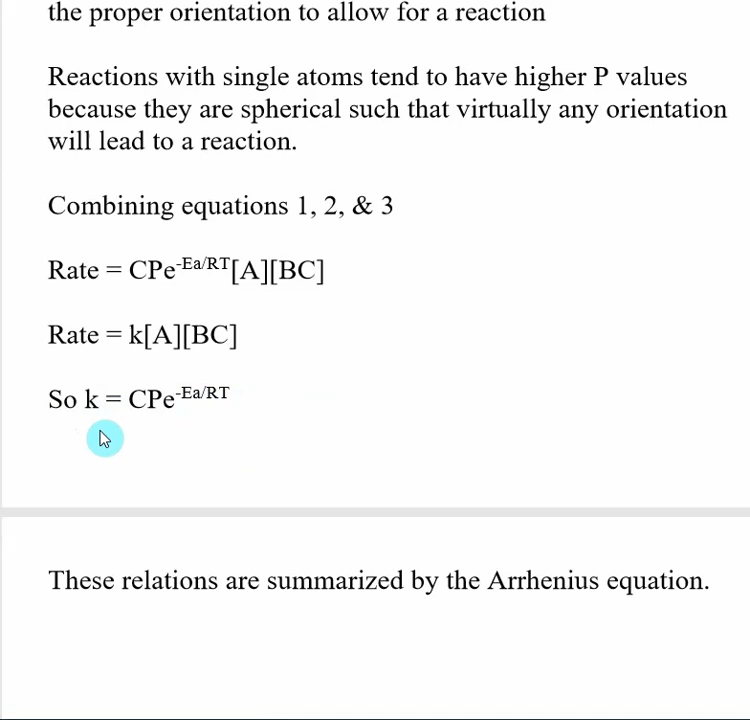 the proper orientation to allow for a reaction
Reactions with single atoms tend to have higher P values
because they are spherical such that virtually any orientation
will lead to a reaction.
Combining equations 1, 2, & 3
Rate = CPe^-Ea/RT[A][BC]
Rate = k[A][BC]
So k = CPe^-Ea/RT
These relations are summarized by the Arrhenius equation.